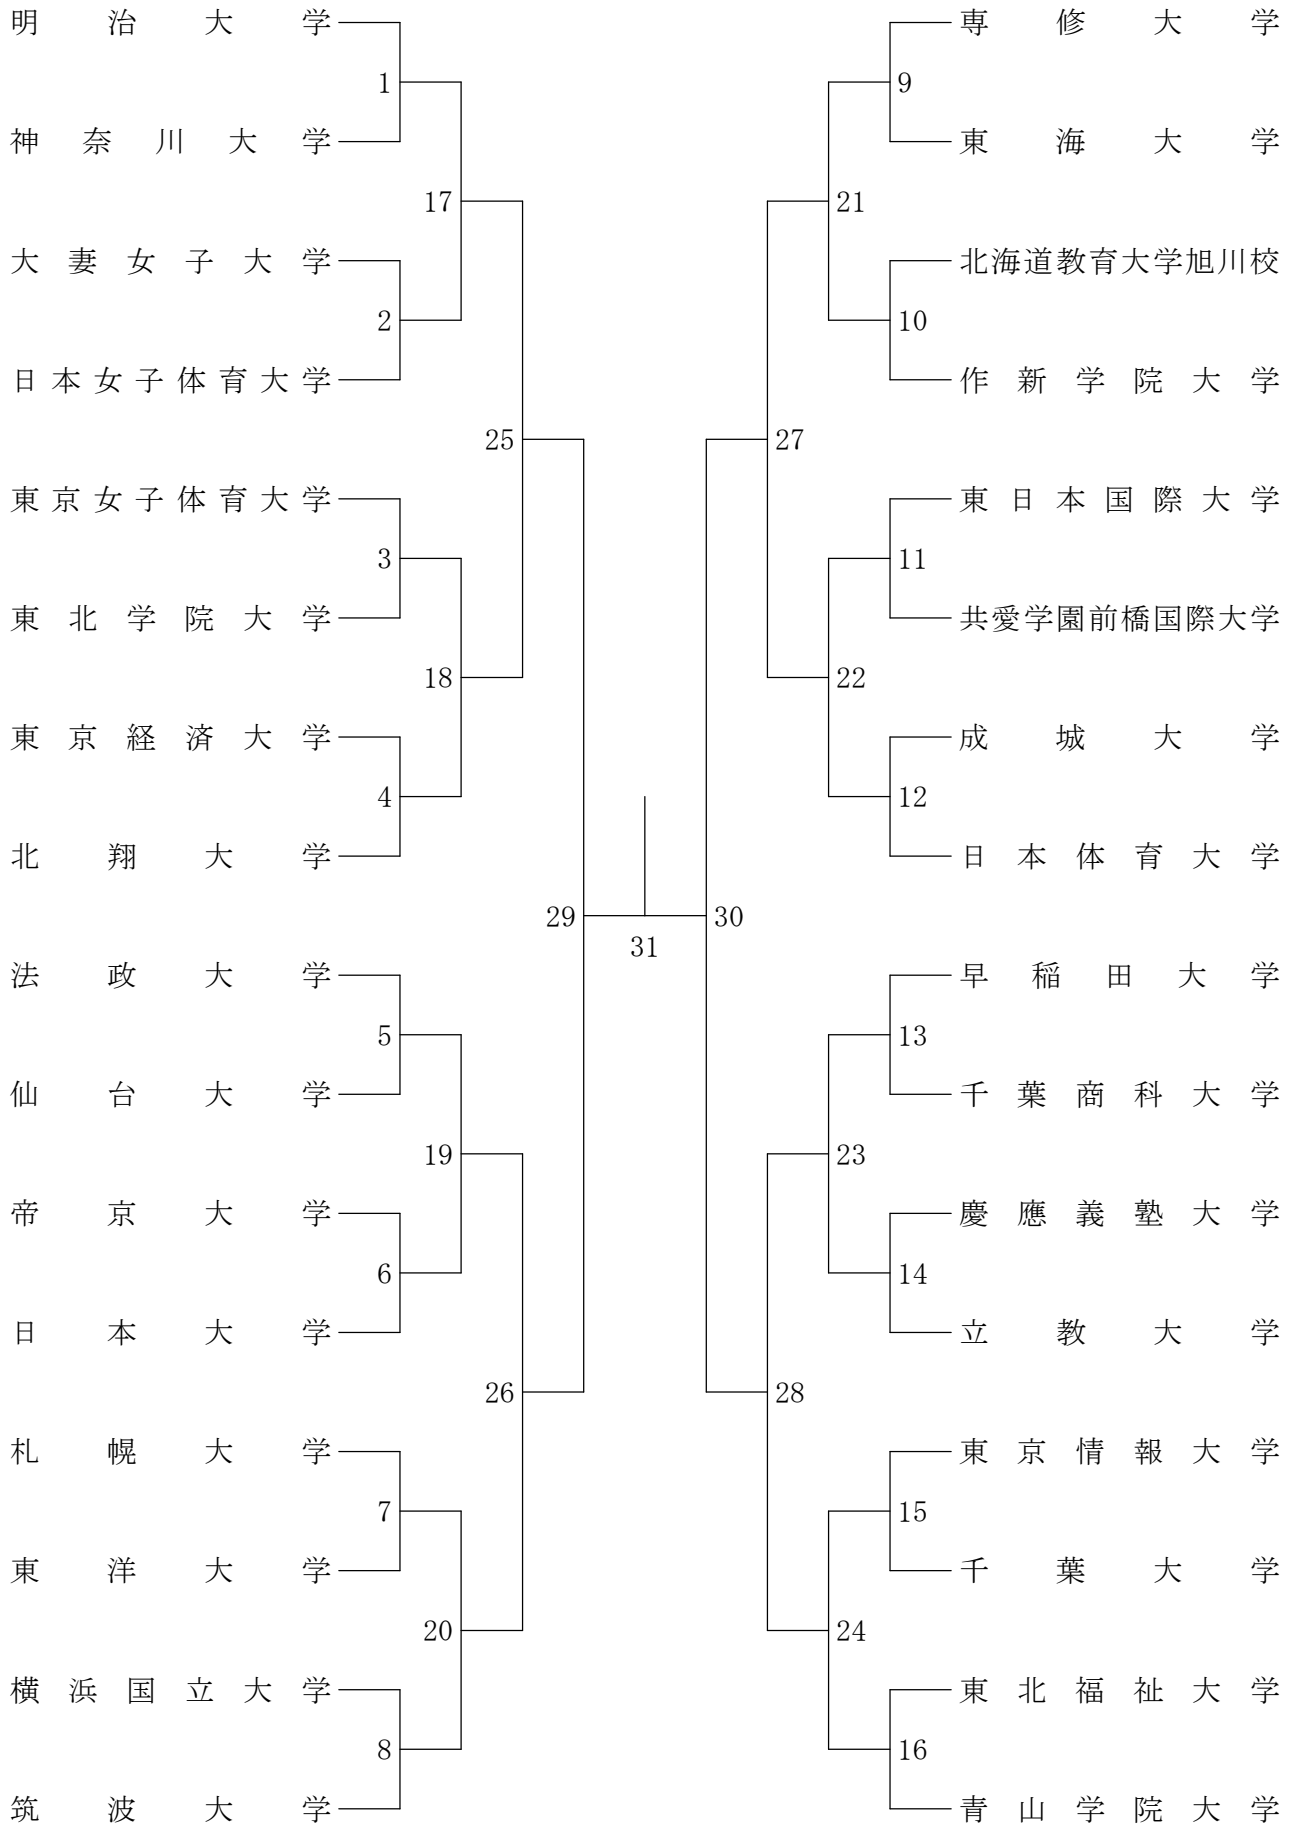 明治大学
1
神奈川大学
17
大妻女子大学
2
日本女子体育大学
25
東京女子体育大学
3
東北学院大学
18
東京経済大学
4
北翔大学
29
法政大学
5
仙台大学
19
帝京大学
6
日本大学
26
札幌大学
7
東洋大学
20
横浜国立大学
8
筑波大学
31
専修大学
9
東海大学
21
北海道教育大学旭川校
10
作新学院大学
27
東日本国際大学
11
共愛学園前橋国際大学
22
成城大学
12
日本体育大学
30
早稲田大学
13
千葉商科大学
23
慶應義塾大学
14
立教大学
28
東京情報大学
15
千葉大学
24
東北福祉大学
16
青山学院大学